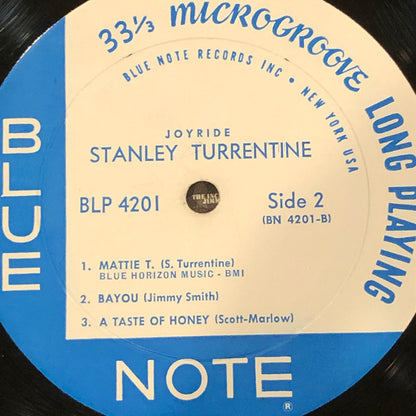 33⅓ MICROGROOVE LONG PLAYING
BLUE NOTE RECORDS INC • NEW YORK USA
JOYRIDE
STANLEY TURRENTINE
BLP 4201
Side 2
(BN 4201-B)
1. MATTIE T. (S. Turrentine)
BLUE HORIZON MUSIC - BMI
2. BAYOU (Jimmy Smith)
3. A TASTE OF HONEY (Scott-Marlow)
BLUE
NOTE ®